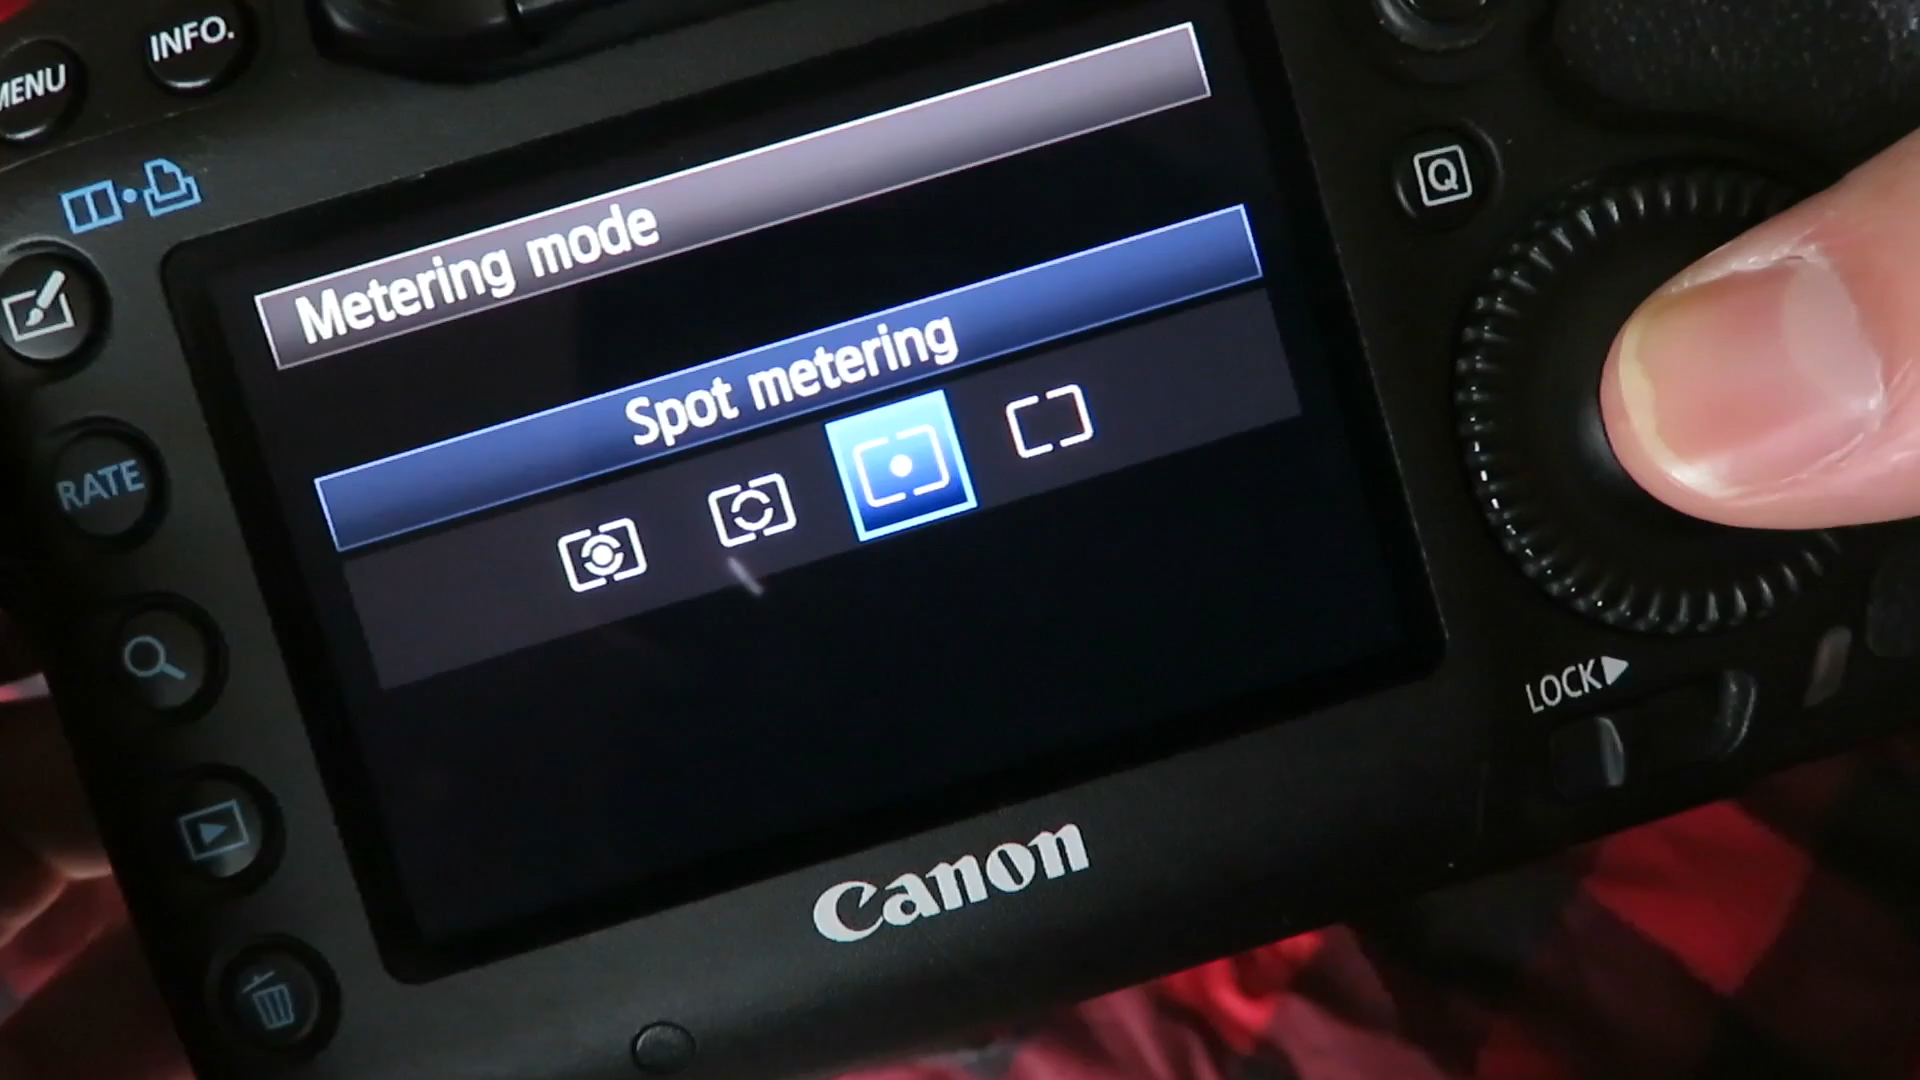 INFO.
MENU
Metering mode
Spot metering
Q
RATE
LOCK
Canon